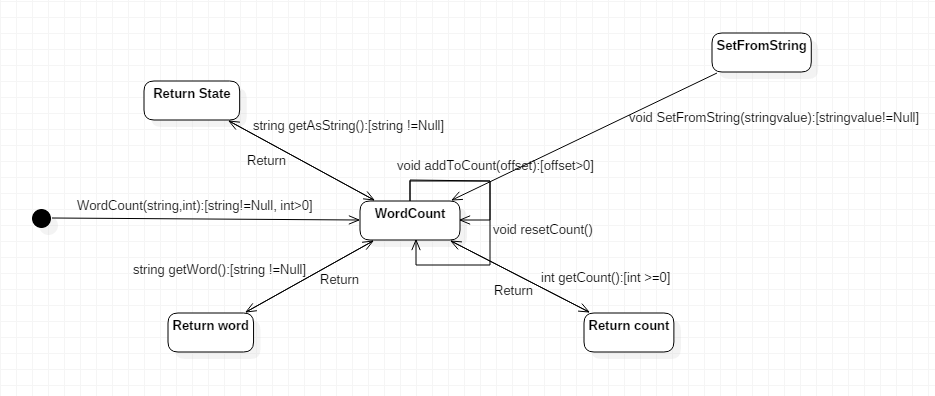 SetFromString
Return State
void SetFromString(stringvalue):[stringvalue!=Null]
string getAsString():[string !=Null]
Return
void addToCount(offset):[offset>0]
WordCount(string,int):[string!=Null, int>0]
WordCount
void resetCount()
string getWord():[string !=Null]
Return
int getCount():[int >=0]
Return
Return word
Return count